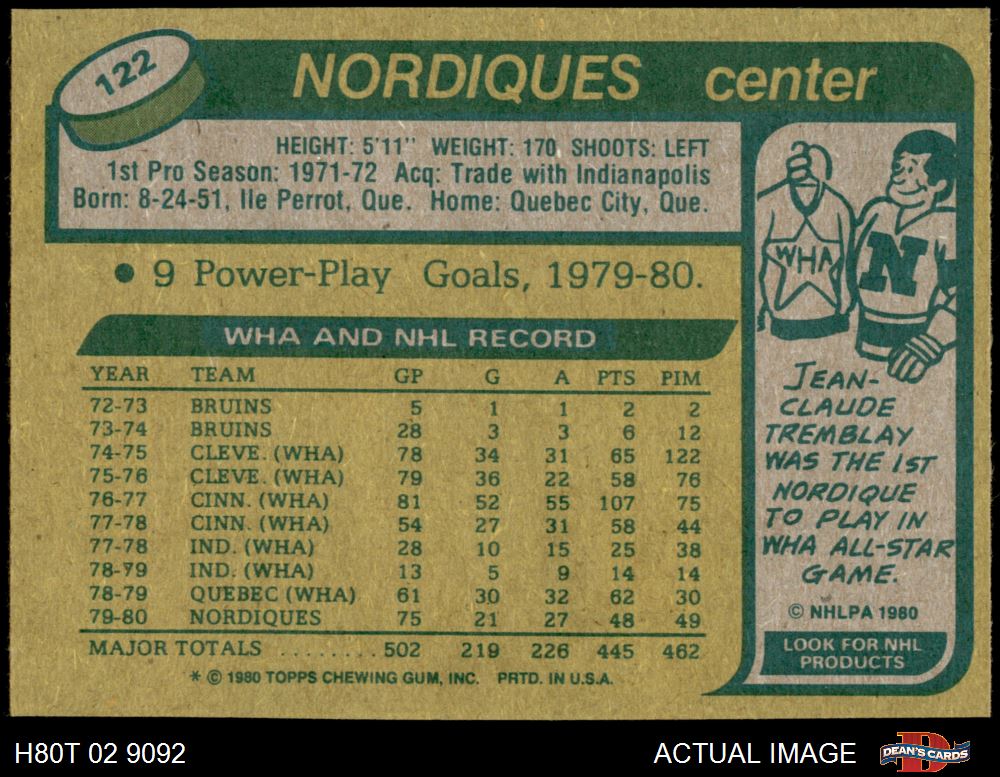 122
NORDIQUES center
HEIGHT: 5'11" WEIGHT: 170 SHOOTS: LEFT
1st Pro Season: 1971-72 Acq: Trade with Indianapolis
Born: 8-24-51, Ile Perrot, Que. Home: Quebec City, Que.
• 9 Power-Play Goals, 1979-80.
WHA AND NHL RECORD
YEAR TEAM GP G A PTS PIM
72-73 BRUINS 5 1 1 2 2
73-74 BRUINS 28 3 3 6 12
74-75 CLEVE. (WHA) 78 34 31 65 122
75-76 CLEVE. (WHA) 79 36 22 58 76
76-77 CINN. (WHA) 81 52 55 107 75
77-78 CINN. (WHA) 54 27 31 58 44
77-78 IND. (WHA) 28 10 15 25 38
78-79 IND. (WHA) 13 5 9 14 14
78-79 QUEBEC (WHA) 61 30 32 62 30
79-80 NORDIQUES 75 21 27 48 49
MAJOR TOTALS ........ 502 219 226 445 462
* © 1980 TOPPS CHEWING GUM, INC. PRTD. IN U.S.A.
WHA
N
JEAN-
CLAUDE
TREMBLAY
WAS THE 1ST
NORDIQUE
TO PLAY IN
WHA ALL-STAR
GAME.
© NHLPA 1980
LOOK FOR NHL
PRODUCTS
H80T 02 9092
ACTUAL IMAGE
D
DEAN'S CARDS